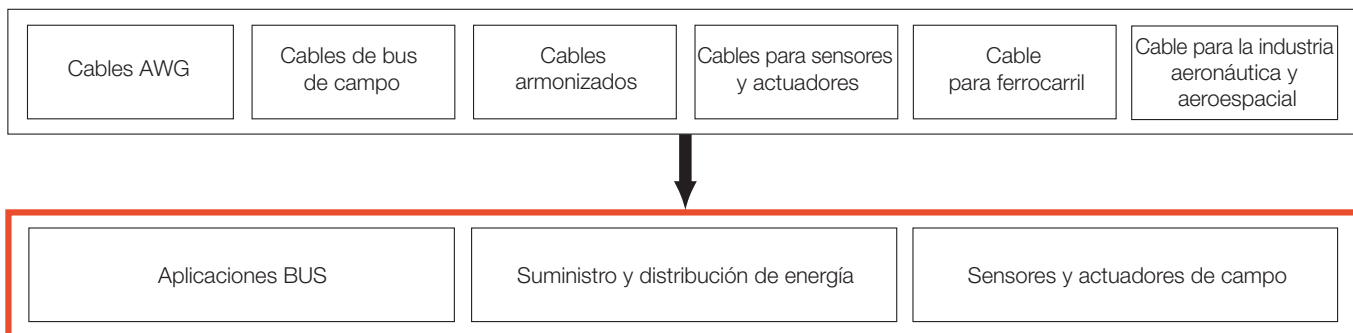 Cables AWG
Cables de bus
de campo
Cables
armonizados
Cables para sensores
y actuadores
Cable
para ferrocarril
Cable para la industria
aeronáutica y
aeroespacial
Aplicaciones BUS
Suministro y distribución de energía
Sensores y actuadores de campo